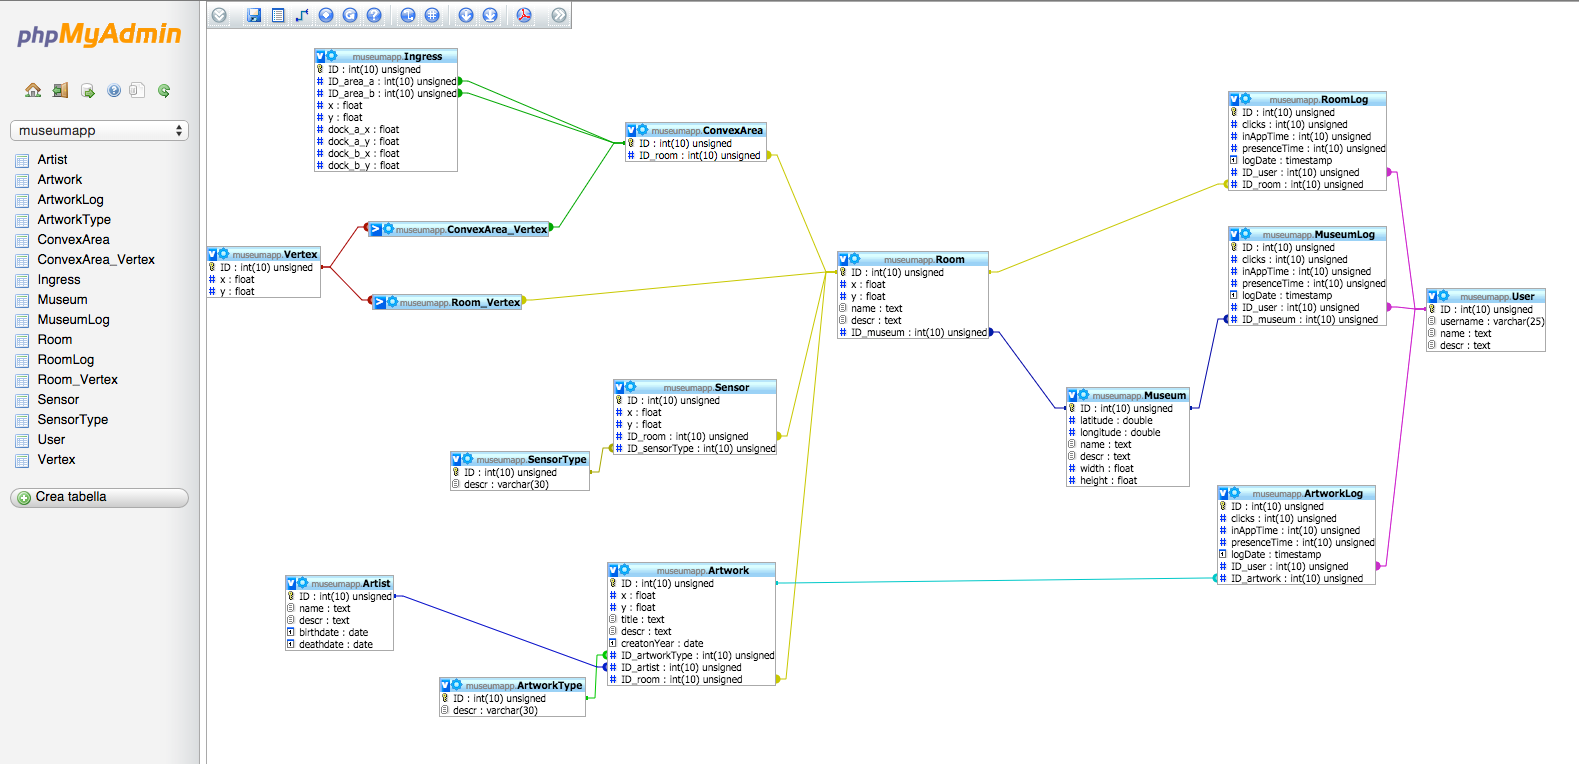 phpMyAdmin
museumapp
Artist
Artwork
ArtworkLog
ArtworkType
ConvexArea
ConvexArea_Vertex
Ingress
Museum
MuseumLog
Room
RoomLog
Room_Vertex
Sensor
SensorType
User
Vertex
Crea tabella
museumapp.Ingress
ID : int(10) unsigned
ID_area_a : int(10) unsigned
ID_area_b : int(10) unsigned
x : float
y : float
dock_a_x : float
dock_a_y : float
dock_b_x : float
dock_b_y : float
museumapp.ConvexArea
ID : int(10) unsigned
ID_room : int(10) unsigned
museumapp.ConvexArea_Vertex
museumapp.Vertex
ID : int(10) unsigned
x : float
y : float
museumapp.Room_Vertex
museumapp.Room
ID : int(10) unsigned
x : float
y : float
name : text
descr : text
ID_museum : int(10) unsigned
museumapp.RoomLog
ID : int(10) unsigned
clicks : int(10) unsigned
inAppTime : int(10) unsigned
presenceTime : int(10) unsigned
logDate : timestamp
ID_user : int(10) unsigned
ID_room : int(10) unsigned
museumapp.MuseumLog
ID : int(10) unsigned
clicks : int(10) unsigned
inAppTime : int(10) unsigned
presenceTime : int(10) unsigned
logDate : timestamp
ID_user : int(10) unsigned
ID_museum : int(10) unsigned
museumapp.User
ID : int(10) unsigned
username : varchar(25)
name : text
descr : text
museumapp.Sensor
ID : int(10) unsigned
x : float
y : float
ID_room : int(10) unsigned
ID_sensorType : int(10) unsigned
museumapp.SensorType
ID : int(10) unsigned
descr : varchar(30)
museumapp.Museum
ID : int(10) unsigned
latitude : double
longitude : double
name : text
descr : text
width : float
height : float
museumapp.ArtworkLog
ID : int(10) unsigned
clicks : int(10) unsigned
inAppTime : int(10) unsigned
presenceTime : int(10) unsigned
logDate : timestamp
ID_user : int(10) unsigned
ID_artwork : int(10) unsigned
museumapp.Artist
ID : int(10) unsigned
name : text
descr : text
birthdate : date
deathdate : date
museumapp.Artwork
ID : int(10) unsigned
x : float
y : float
title : text
descr : text
creatonYear : date
ID_artworkType : int(10) unsigned
ID_artist : int(10) unsigned
ID_room : int(10) unsigned
museumapp.ArtworkType
ID : int(10) unsigned
descr : varchar(30)